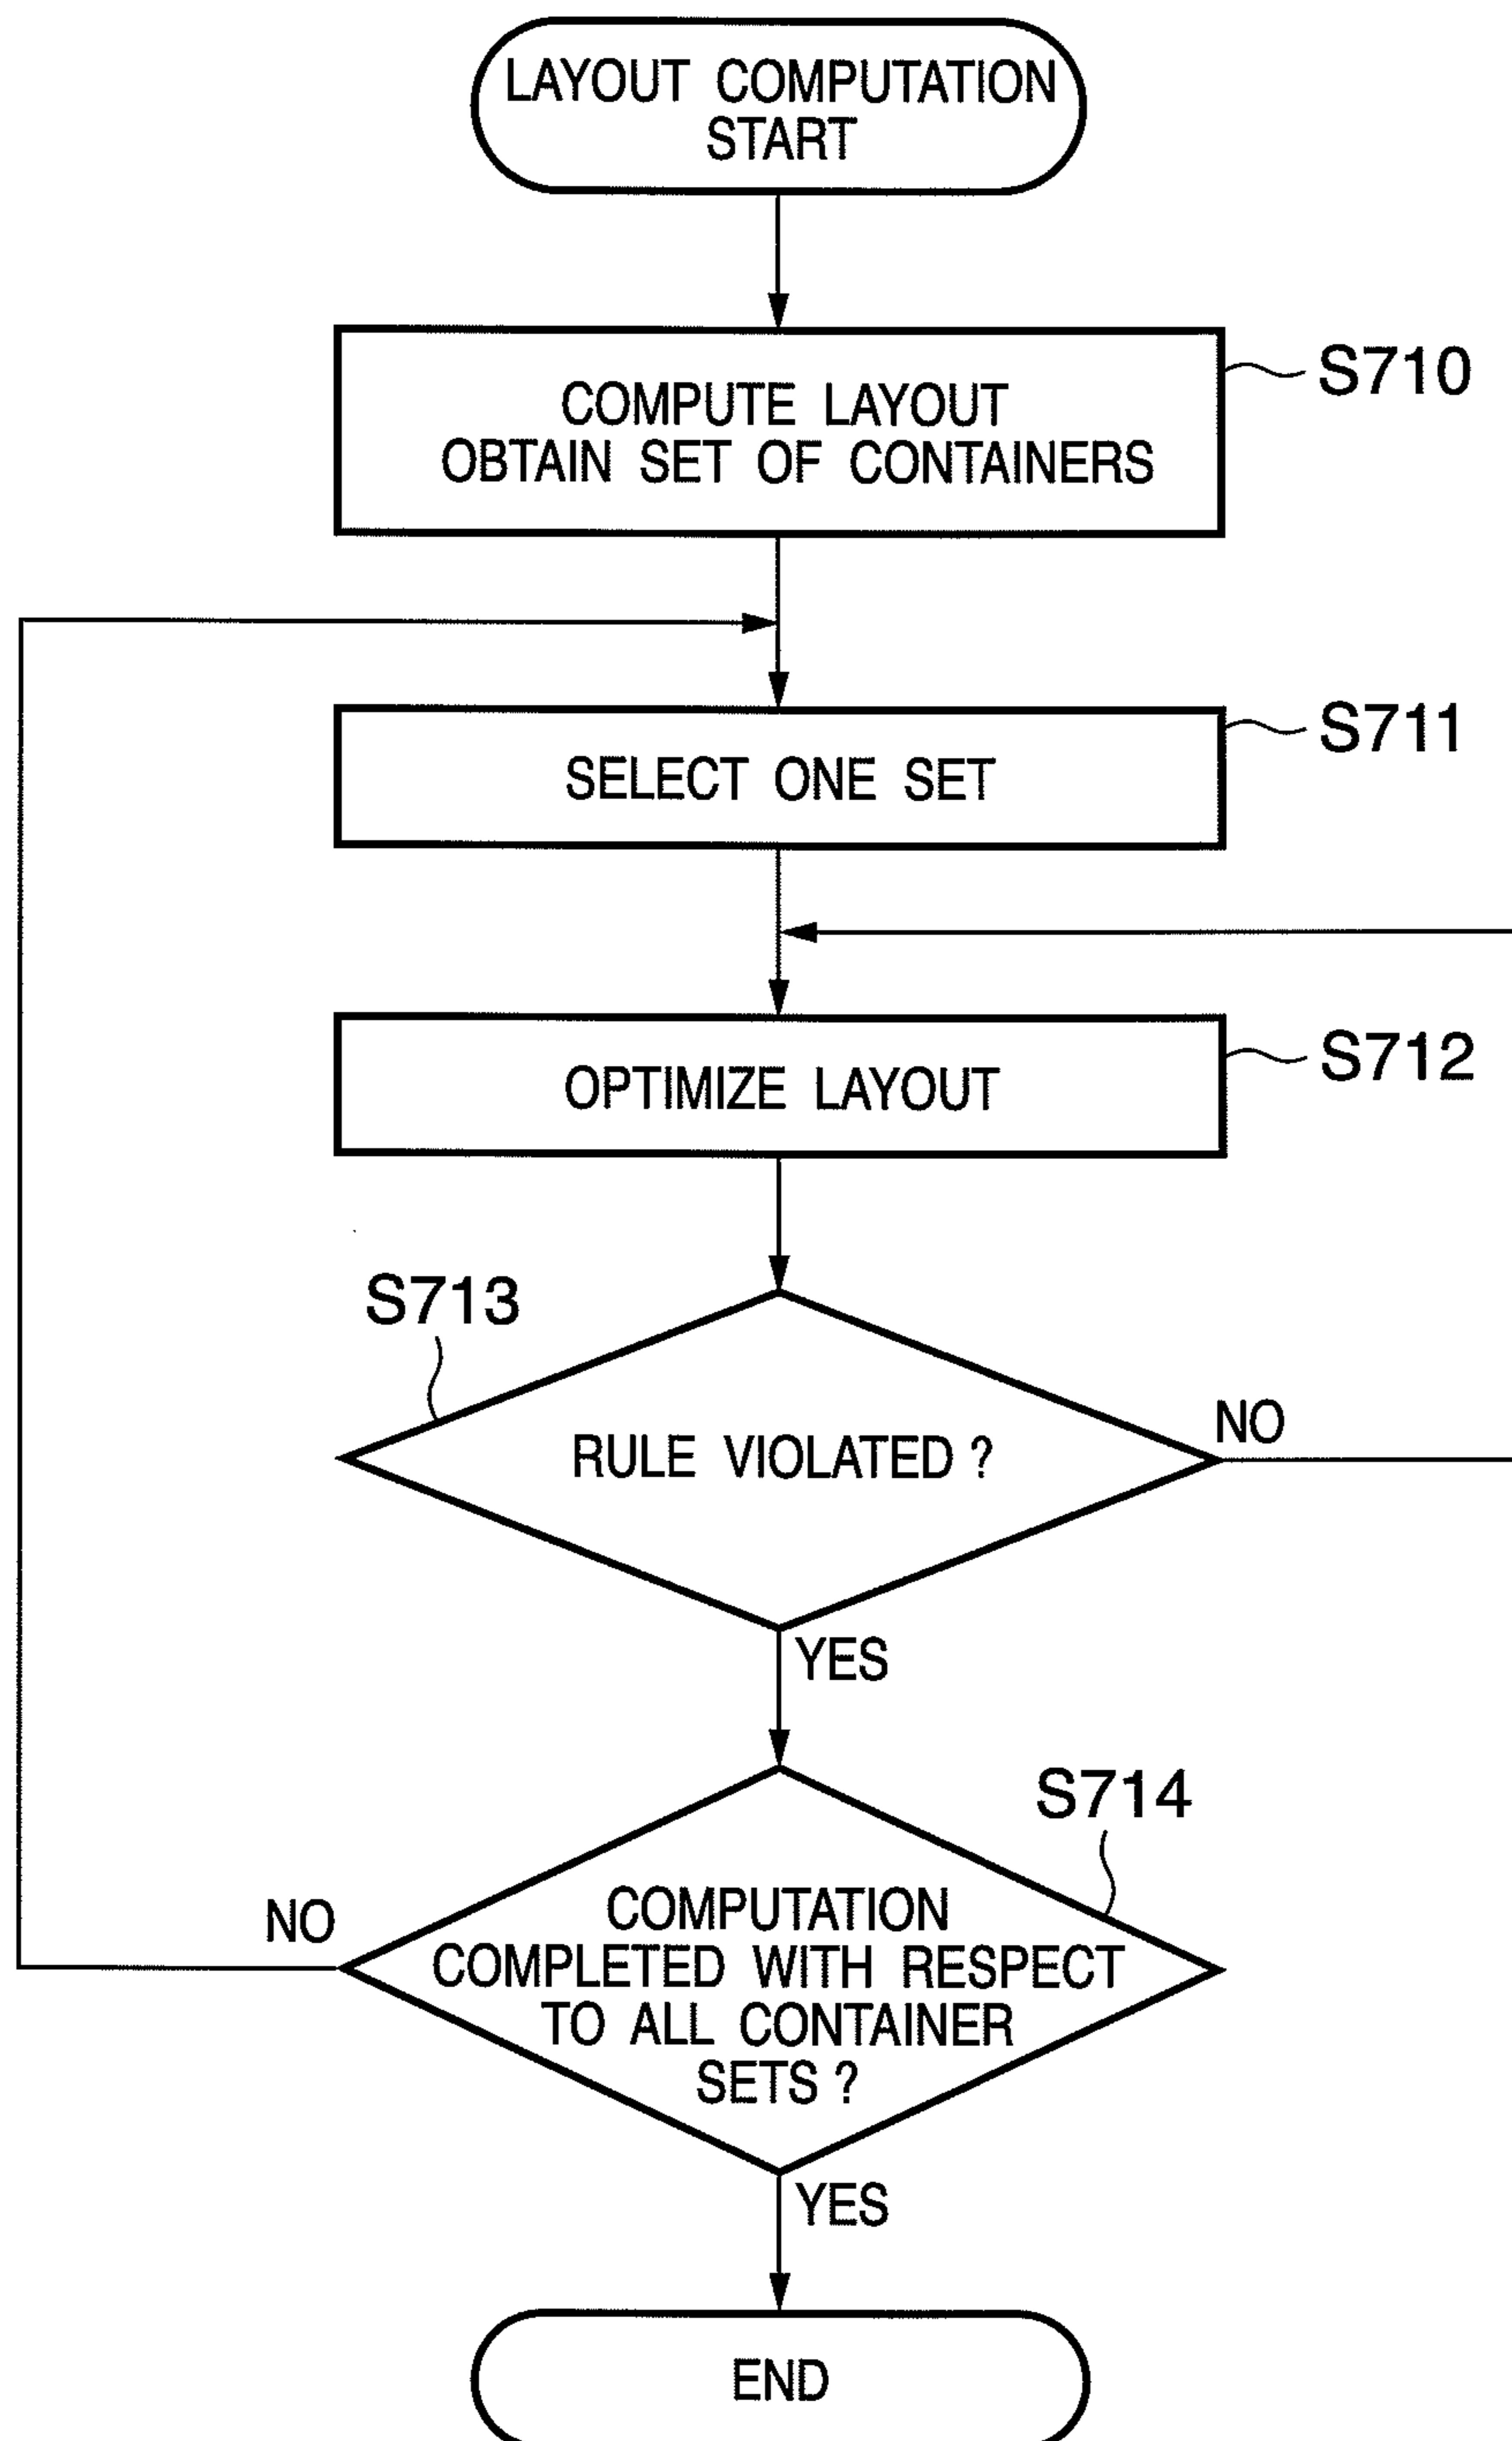 LAYOUT COMPUTATION
START
COMPUTE LAYOUT
OBTAIN SET OF CONTAINERS
S710
SELECT ONE SET
S711
OPTIMIZE LAYOUT
S712
S713
RULE VIOLATED ?
NO
YES
S714
COMPUTATION
COMPLETED WITH RESPECT
TO ALL CONTAINER
SETS ?
NO
YES
END